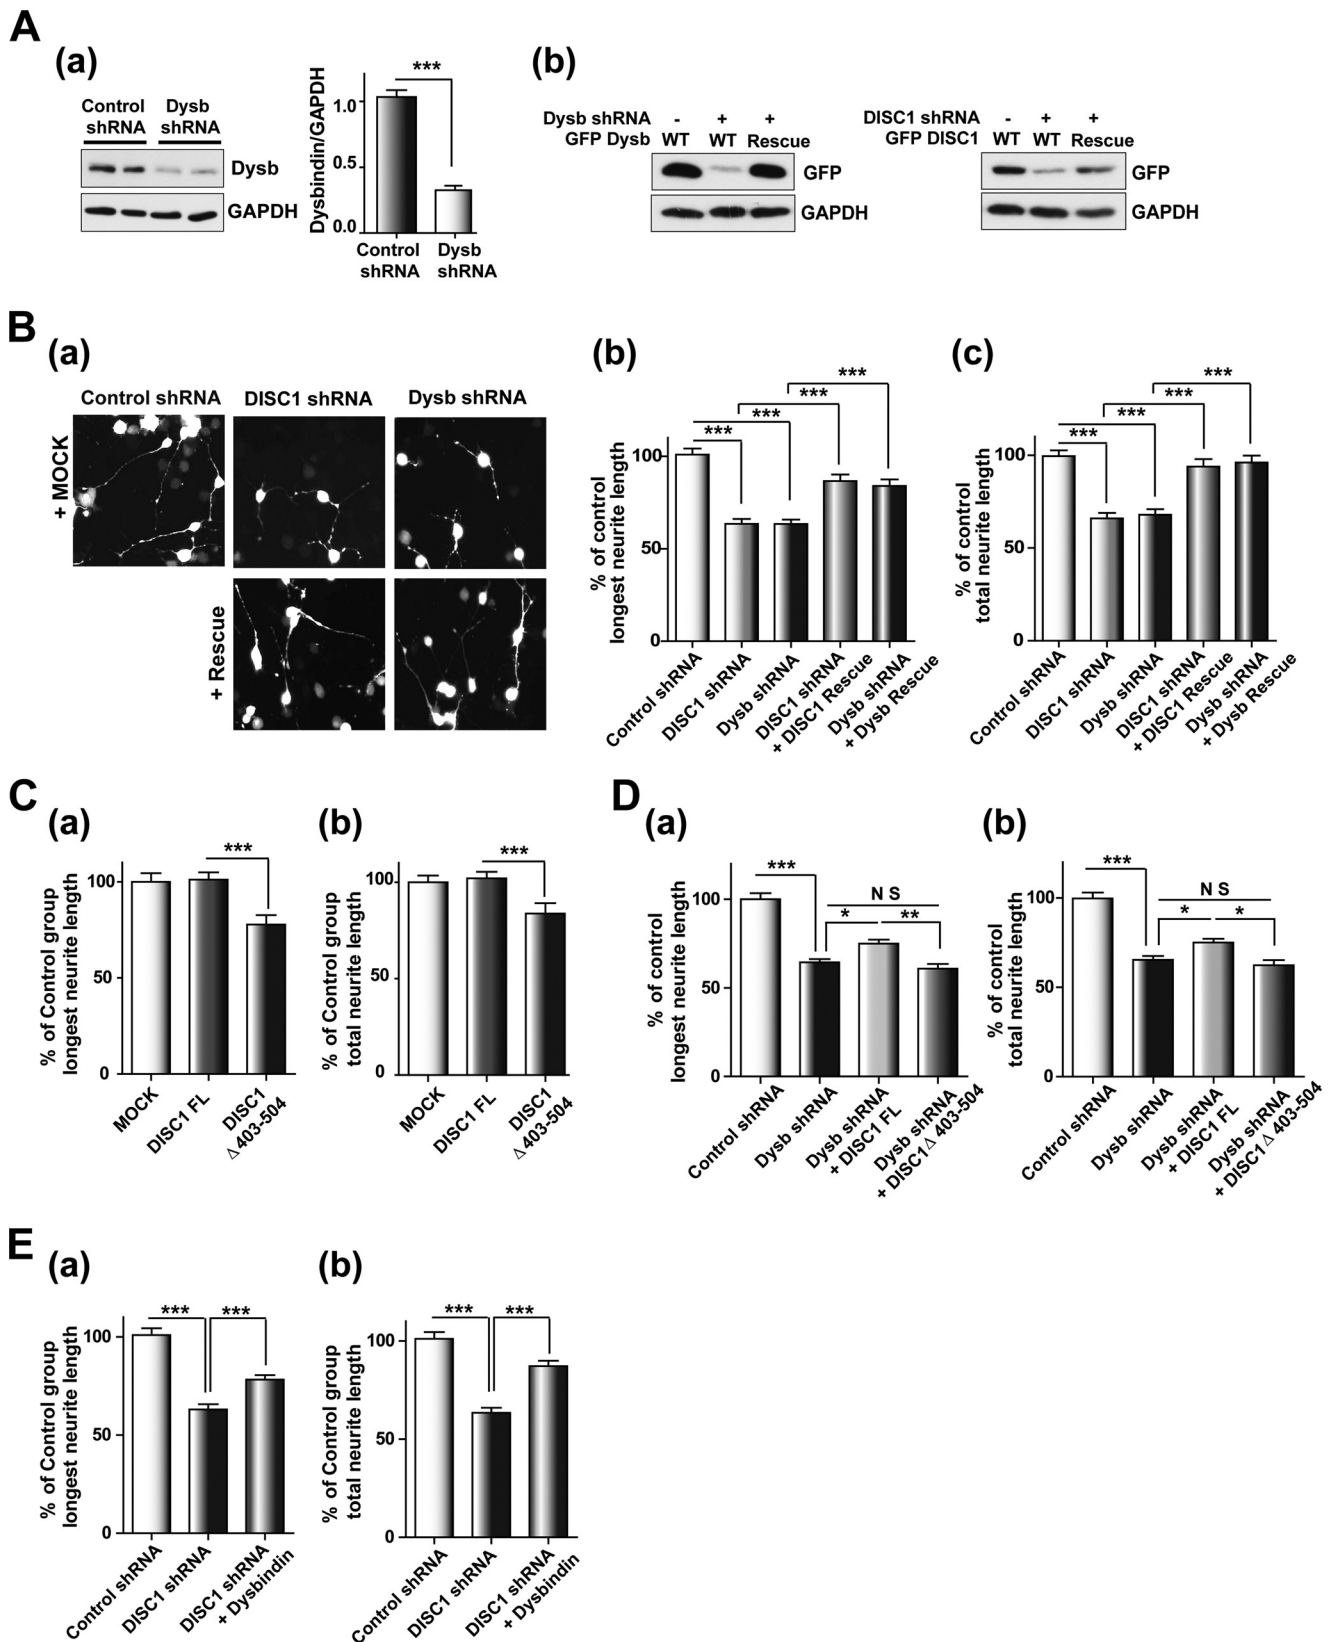 A
(a)
Control shRNA
Dysb shRNA
Dysb
GAPDH
Dysbindin/GAPDH
1.0
0.5
0.0
***
Control shRNA
Dysb shRNA
(b)
Dysb shRNA - + +
GFP Dysb WT WT Rescue
GFP
GAPDH
DISC1 shRNA - + +
GFP DISC1 WT WT Rescue
GFP
GAPDH
B
(a)
Control shRNA
DISC1 shRNA
Dysb shRNA
+ MOCK
+ Rescue
(b)
% of control
longest neurite length
100
50
0
***
***
***
***
Control shRNA
DISC1 shRNA
Dysb shRNA
DISC1 shRNA
+ DISC1 Rescue
Dysb shRNA
+ Dysb Rescue
(c)
% of control
total neurite length
100
50
0
***
***
***
***
Control shRNA
DISC1 shRNA
Dysb shRNA
DISC1 shRNA
+ DISC1 Rescue
Dysb shRNA
+ Dysb Rescue
C
(a)
% of Control group
longest neurite length
100
50
0
***
MOCK
DISC1 FL
DISC1
Δ403-504
(b)
% of Control group
total neurite length
100
50
0
***
MOCK
DISC1 FL
DISC1
Δ403-504
D
(a)
% of control
longest neurite length
100
50
0
***
N S
*
**
Control shRNA
Dysb shRNA
Dysb shRNA
+ DISC1 FL
Dysb shRNA
+ DISC1Δ 403-504
(b)
% of control
total neurite length
100
50
0
***
N S
*
*
Control shRNA
Dysb shRNA
Dysb shRNA
+ DISC1 FL
Dysb shRNA
+ DISC1Δ 403-504
E
(a)
% of Control group
longest neurite length
100
50
0
***
***
Control shRNA
DISC1 shRNA
DISC1 shRNA
+ Dysbindin
(b)
% of Control group
total neurite length
100
50
0
***
***
Control shRNA
DISC1 shRNA
DISC1 shRNA
+ Dysbindin